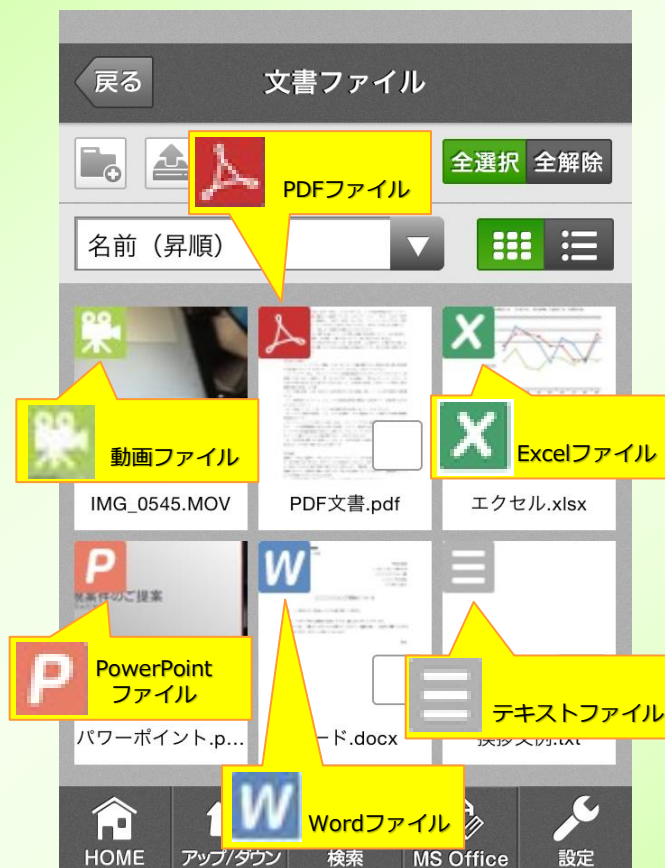 戻る
文書ファイル
PDFファイル
全選択
全解除
名前（昇順）
動画ファイル
Excelファイル
IMG_0545.MOV
PDF文書.pdf
エクセル.xlsx
P
W
のご提案
PowerPoint
ファイル
P
テキストファイル
パワーポイント.p...
ード.docx
W
Wordファイル
HOME
アップ/ダウン
検索
MS Office
設定